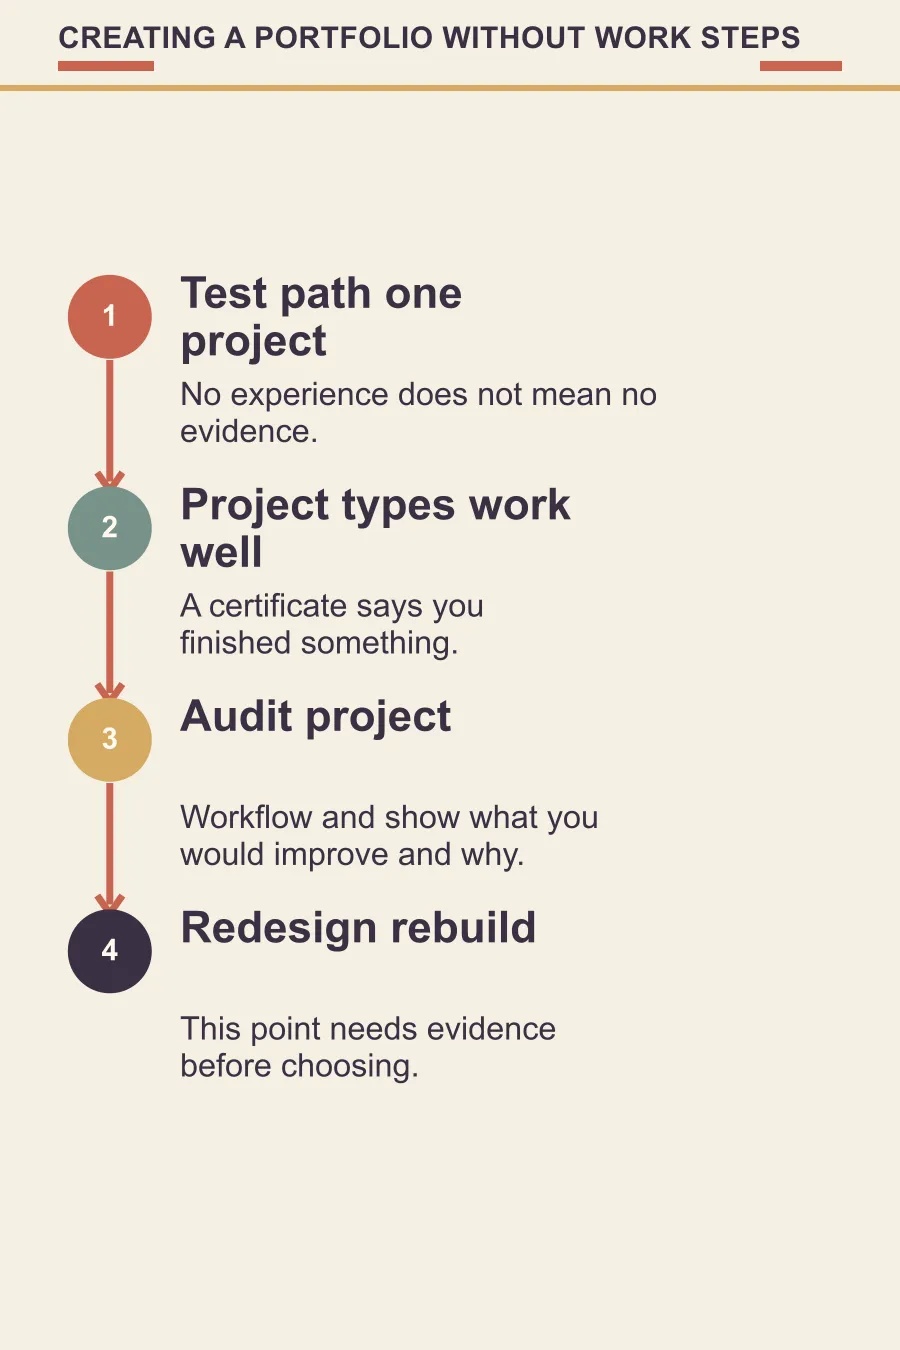 CREATING A PORTFOLIO WITHOUT WORK STEPS
1
Test path one
project
No experience does not mean no
evidence.
2
Project types work
well
A certificate says you
finished something.
3
Audit project
Workflow and show what you
would improve and why.
4
Redesign rebuild
This point needs evidence
before choosing.